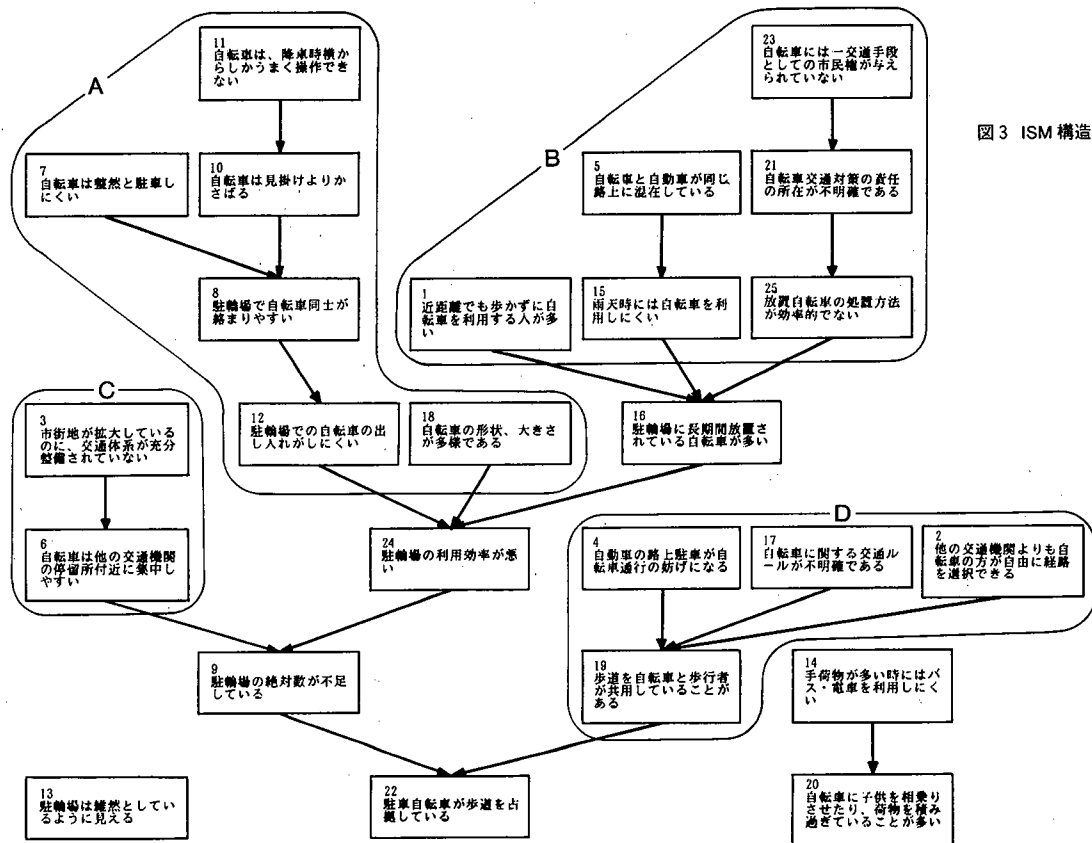 11
自転車は、降車時横か
らしかうまく操作でき
ない
23
自転車には一交通手段
としての市民権が与え
られていない
A
図3 ISM構造
7
自転車は整然と駐車し
にくい
10
自転車は見掛けよりか
さばる
B
5
自転車と自動車が同じ
路上に混在している
21
自転車交通対策の責任
の所在が不明確である
8
駐輪場で自転車同士が
絡まりやすい
1
近距離でも歩かずに自
転車を利用する人が多
い
15
雨天時には自転車を利
用しにくい
25
放置自転車の処置方法
が効率的でない
C
3
市街地が拡大している
のに、交通体系が充分
整備されていない
12
駐輪場での自転車の出
し入れがしにくい
18
自転車の形状、大きさ
が多様である
16
駐輪場に長期間放置さ
れている自転車が多い
D
6
自転車は他の交通機関
の停留所付近に集中し
やすい
24
駐輪場の利用効率が悪
い
4
自動車の路上駐車が自
転車通行の妨げになる
17
自転車に関する交通ル
ールが不明確である
2
他の交通機関よりも自
転車の方が自由に経路
を選択できる
9
駐輪場の絶対数が不足
している
19
歩道を自転車と歩行者
が共用していることが
ある
14
手荷物が多い時にはバ
ス・電車を利用しにく
い
13
駐輪場は雑然としてい
るように見える
22
駐車自転車が歩道を占
拠している
20
自転車に子供を相乗り
させたり、荷物を積み
過ぎていることが多い